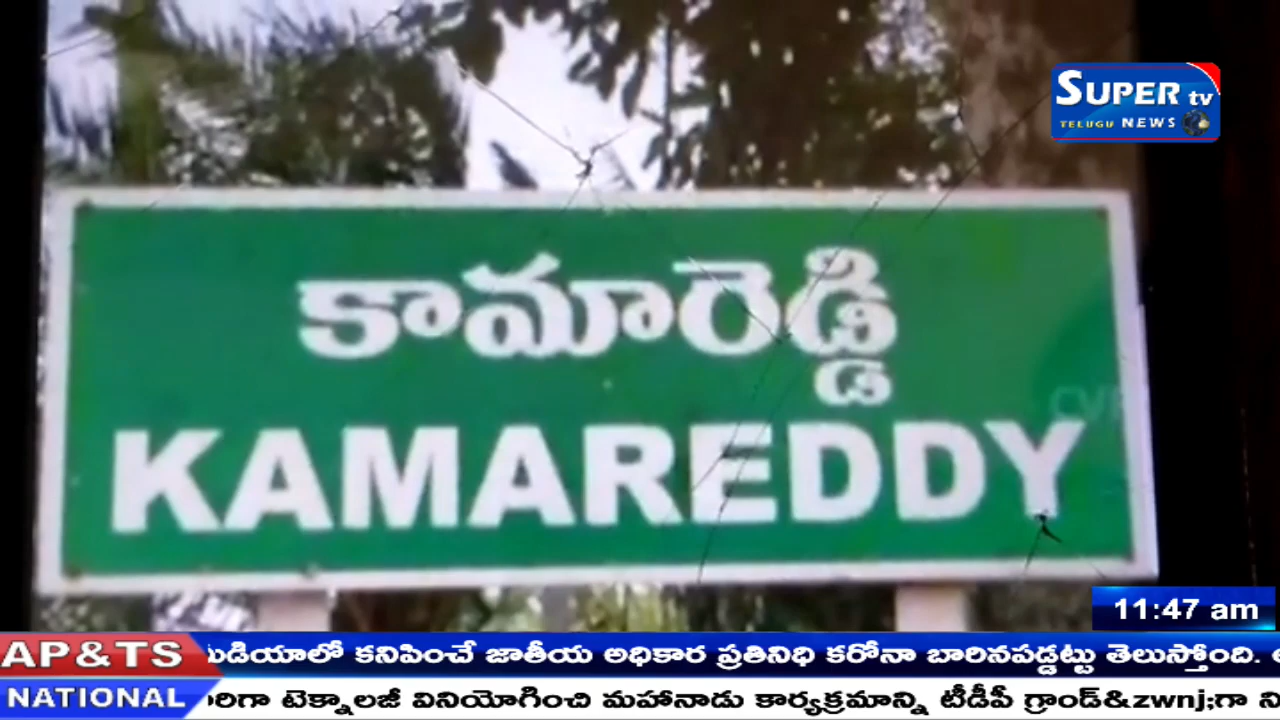 SUPER tv
TELUGU NEWS
కామారెడ్డి
KAMAREDDY
11:47 am
AP&TS
మీడియాలో కనిపించే జాతీయ అధికార ప్రతినిధి కరోనా బారినపడ్డట్టు తెలుస్తోంది.
NATIONAL
టెక్నాలజీ వినియోగించి మహానాడు కార్యక్రమాన్ని టీడీపీ గ్రాండ్&zwnj;గా